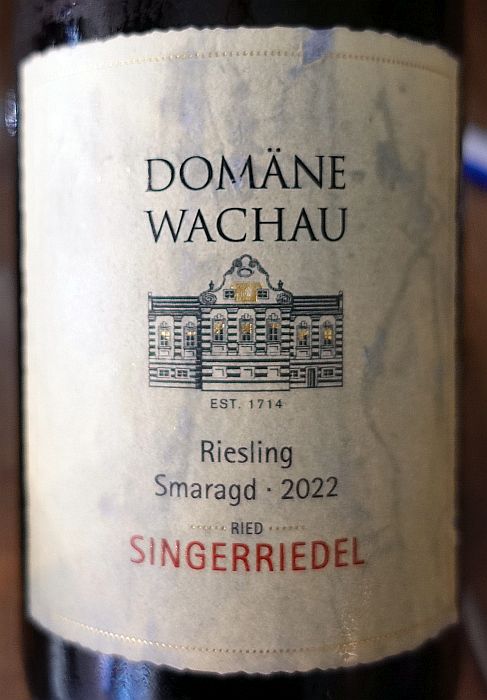 DOMÄNE
WACHAU
EST. 1714
Riesling
Smaragd · 2022
RIED
SINGERRIEDEL